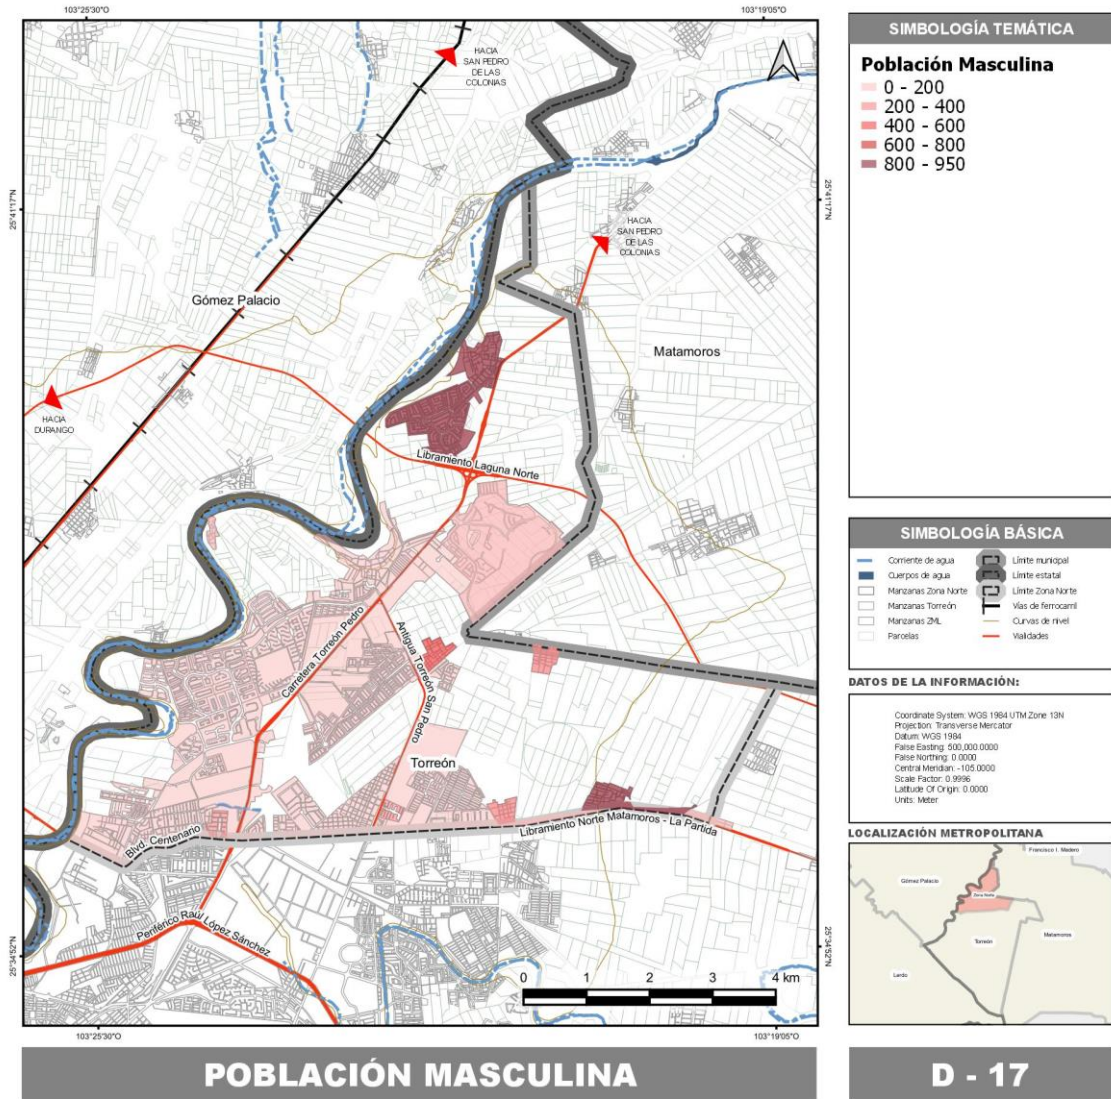 103°25'30"O
103°19'05"O
HACIA
SAN PEDRO
DE LAS
COLONIAS
25°41'17"N
25°41'17"N
HACIA
SAN PEDRO
DE LAS
COLONIAS
Gómez Palacio
Matamoros
HACIA
DURANGO
Libramiento Laguna Norte
Carretera Torreón Pedro
Antigua Torreón San Pedro
Torreón
Blvd. Centenario
Libramiento Norte Matamoros - La Partida
Periférico Raúl López Sánchez
25°34'52"N
25°34'52"N
0 1 2 3 4 km
103°25'30"O
103°19'05"O
POBLACIÓN MASCULINA
SIMBOLOGÍA TEMÁTICA
Población Masculina
0 - 200
200 - 400
400 - 600
600 - 800
800 - 950
SIMBOLOGÍA BÁSICA
Corriente de agua
Cuerpos de agua
Manzanas Zona Norte
Manzanas Torreón
Manzanas ZML
Parcelas
Límite municipal
Límite estatal
Límite Zona Norte
Vías de ferrocarril
Curvas de nivel
Vialidades
DATOS DE LA INFORMACIÓN:
Coordinate System: WGS 1984 UTM Zone 13N
Projection: Transverse Mercator
Datum: WGS 1984
False Easting: 500,000.0000
False Northing: 0.0000
Central Meridian: -105.0000
Scale Factor: 0.9996
Latitude Of Origin: 0.0000
Units: Meter
LOCALIZACIÓN METROPOLITANA
Francisco I. Madero
Gómez Palacio
Zona Norte
Torreón
Matamoros
Lerdo
D - 17